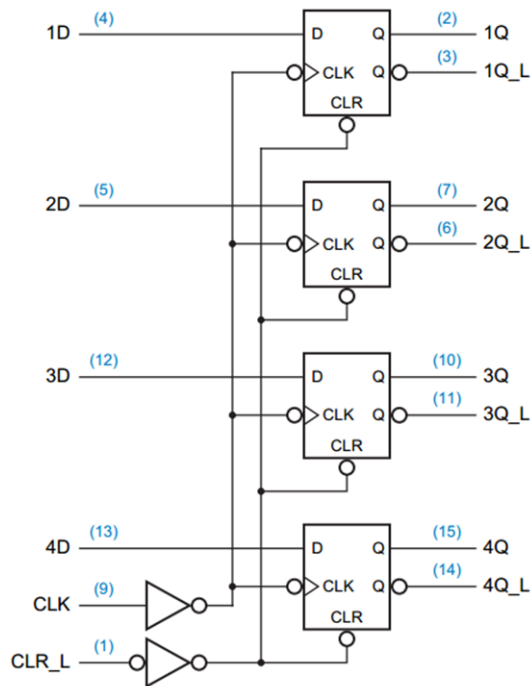 1D (4) D Q (2) 1Q
CLK Q (3) 1Q_L
CLR
2D (5) D Q (7) 2Q
CLK Q (6) 2Q_L
CLR
3D (12) D Q (10) 3Q
CLK Q (11) 3Q_L
CLR
4D (13) D Q (15) 4Q
CLK (9) CLK Q (14) 4Q_L
CLR
CLR_L (1)